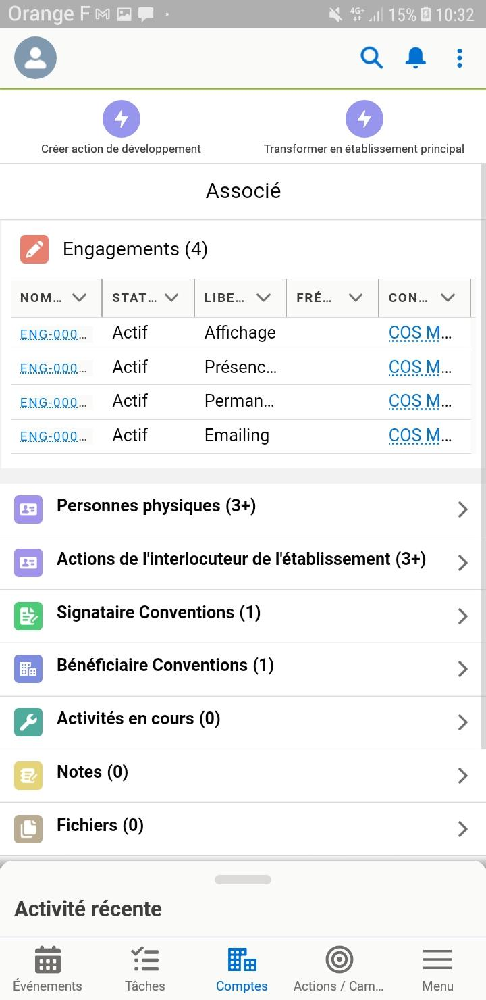 Orange F 4G+ 15% 10:32
Créer action de développement Transformer en établissement principal
Associé
Engagements (4)
NOM... STAT... LIBE... FRÉ... CON...
ENG-000... Actif Affichage COS M...
ENG-000... Actif Présenc... COS M...
ENG-000... Actif Perman... COS M...
ENG-000... Actif Emailing COS M...
Personnes physiques (3+)
Actions de l'interlocuteur de l'établissement (3+)
Signataire Conventions (1)
Bénéficiaire Conventions (1)
Activités en cours (0)
Notes (0)
Fichiers (0)
Activité récente
Événements Tâches Comptes Actions / Cam... Menu